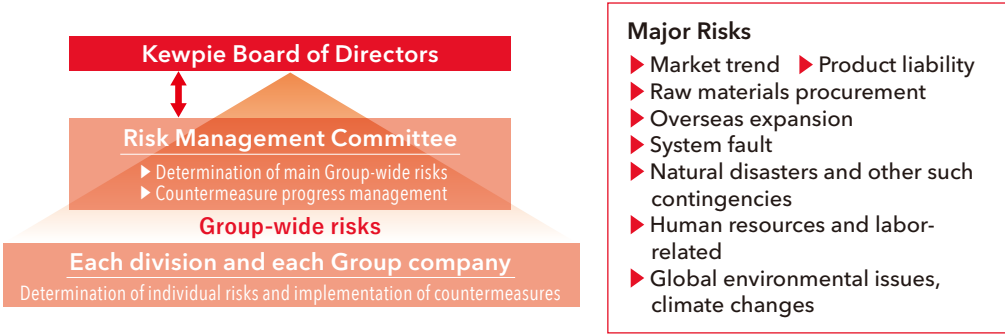 Kewpie Board of Directors
Risk Management Committee
▶ Determination of main Group-wide risks
▶ Countermeasure progress management
Group-wide risks
Each division and each Group company
Determination of individual risks and implementation of countermeasures
Major Risks
▶ Market trend ▶ Product liability
▶ Raw materials procurement
▶ Overseas expansion
▶ System fault
▶ Natural disasters and other such
contingencies
▶ Human resources and labor-
related
▶ Global environmental issues,
climate changes